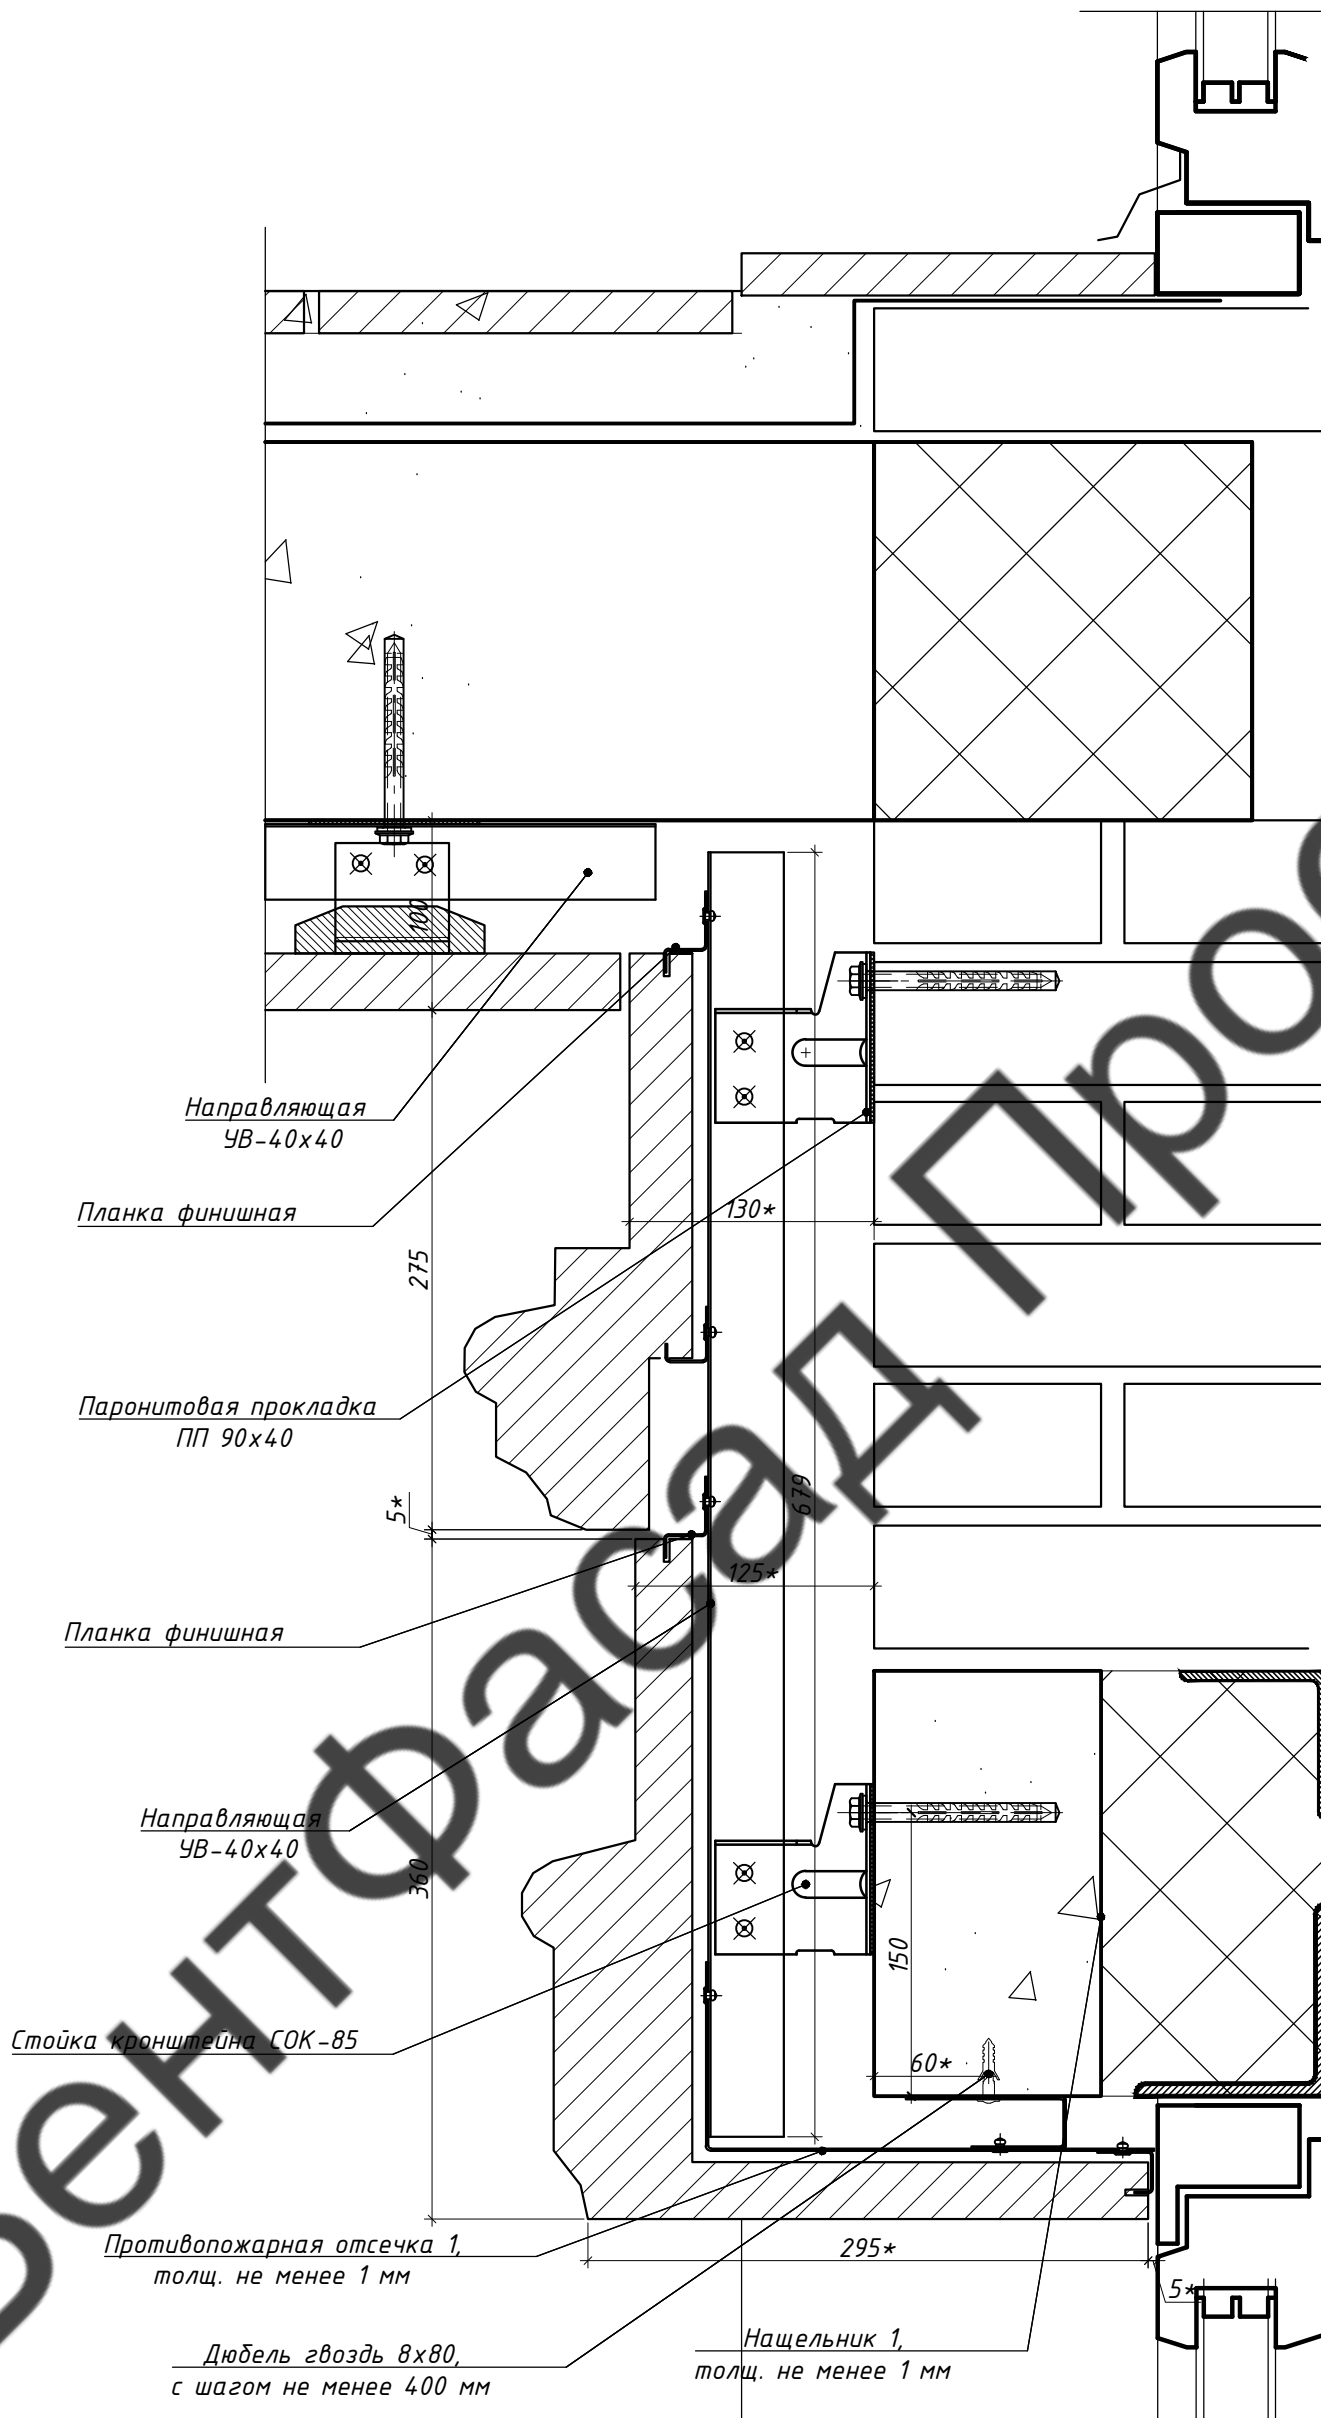 100
Направляющая
УВ-40х40
Планка финишная
130*
275
Паронитовая прокладка
ПП 90х40
5*
679
125*
Планка финишная
Направляющая
УВ-40х40
360
150
Стойка кронштейна СОК-85
60*
Противопожарная отсечка 1,
толщ. не менее 1 мм
295*
5*
Дюбель гвоздь 8х80,
с шагом не менее 400 мм
Нащельник 1,
толщ. не менее 1 мм
ВентФасад Про